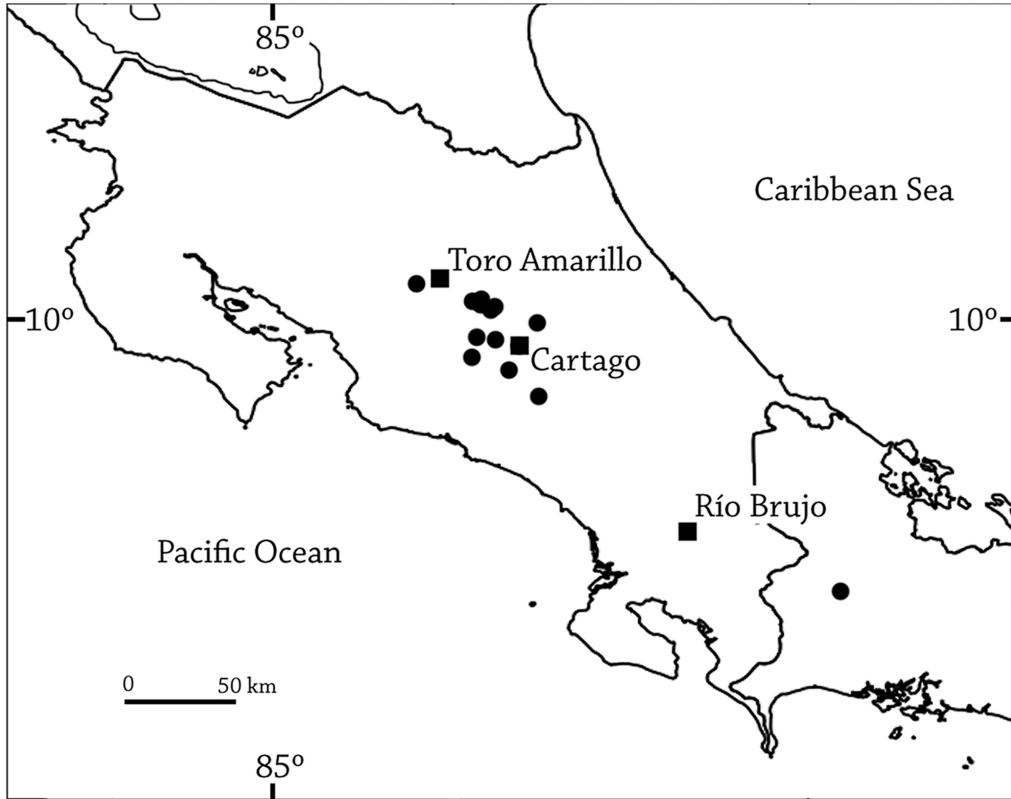 85º
Caribbean Sea
Toro Amarillo
10º
10º
Cartago
Río Brujo
Pacific Ocean
0 50 km
85º